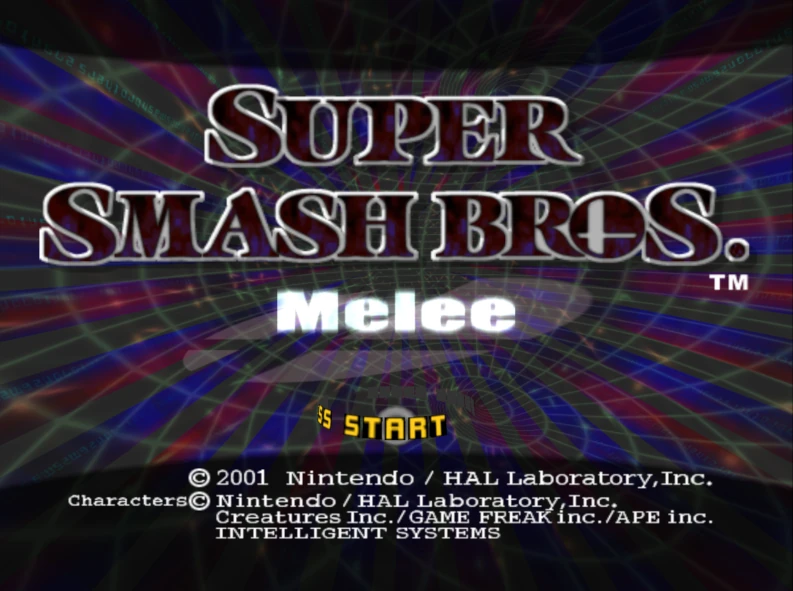 SUPER
SMASH BROS.
TM
Melee
SS START
© 2001 Nintendo / HAL Laboratory,Inc.
Characters© Nintendo / HAL Laboratory,Inc.
Creatures Inc./GAME FREAK inc./APE inc.
INTELLIGENT SYSTEMS